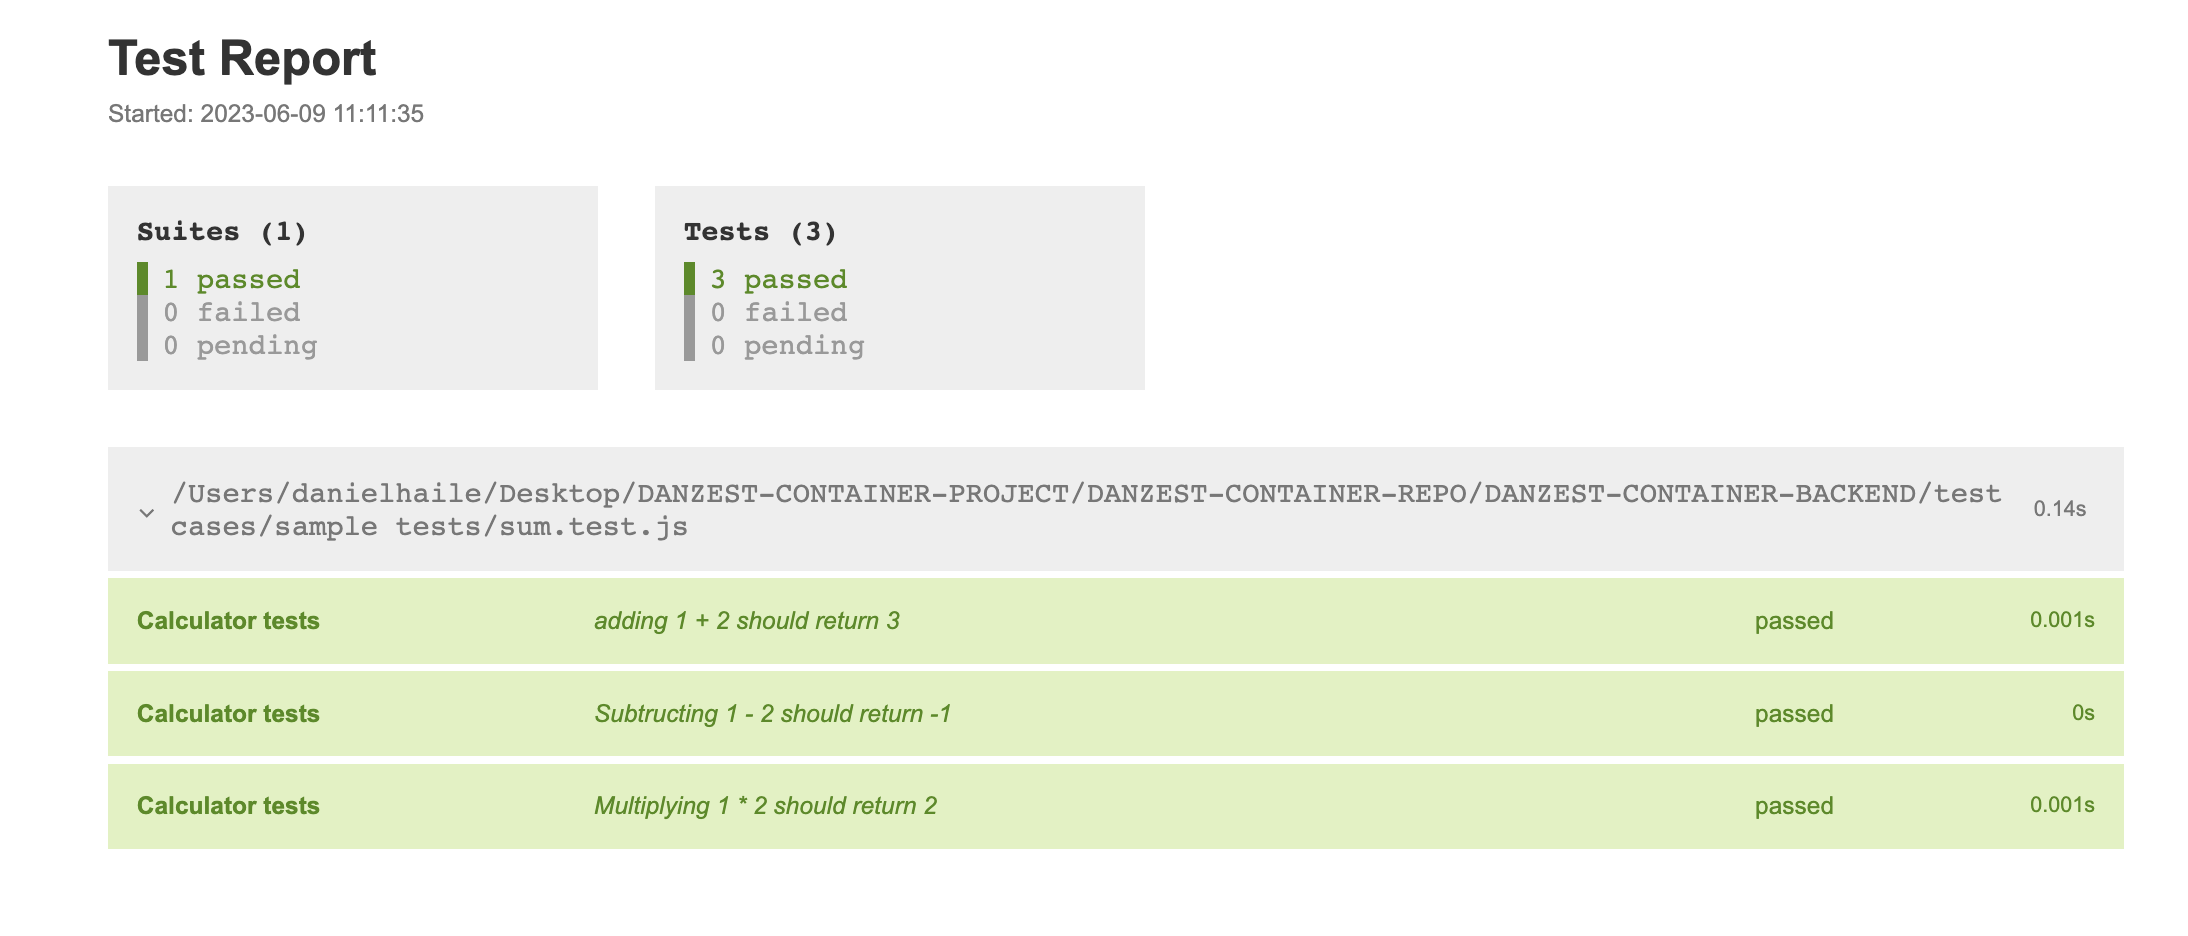 Test Report
Started: 2023-06-09 11:11:35
Suites (1)
1 passed
0 failed
0 pending
Tests (3)
3 passed
0 failed
0 pending
/Users/danielhaile/Desktop/DANZEST-CONTAINER-PROJECT/DANZEST-CONTAINER-REPO/DANZEST-CONTAINER-BACKEND/test
cases/sample tests/sum.test.js
0.14s
Calculator tests adding 1 + 2 should return 3 passed 0.001s
Calculator tests Subtructing 1 - 2 should return -1 passed 0s
Calculator tests Multiplying 1 * 2 should return 2 passed 0.001s